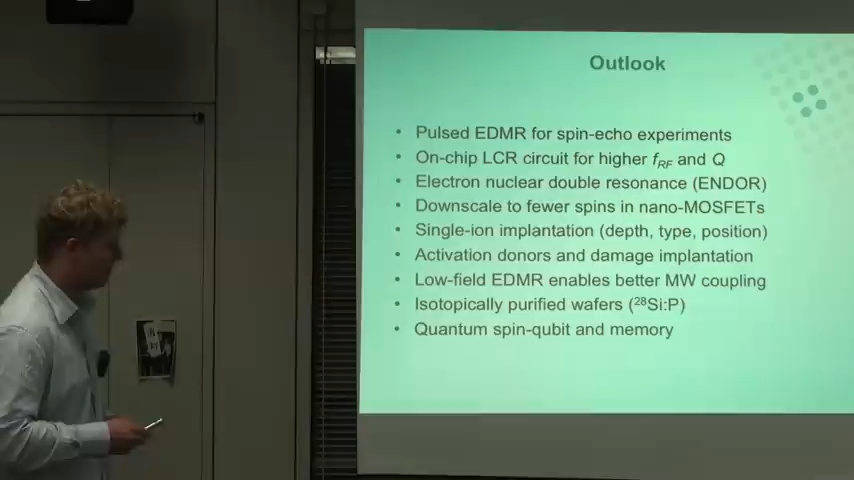 Outlook
• Pulsed EDMR for spin-echo experiments
• On-chip LCR circuit for higher f_RF and Q
• Electron nuclear double resonance (ENDOR)
• Downscale to fewer spins in nano-MOSFETs
• Single-ion implantation (depth, type, position)
• Activation donors and damage implantation
• Low-field EDMR enables better MW coupling
• Isotopically purified wafers (²⁸Si:P)
• Quantum spin-qubit and memory